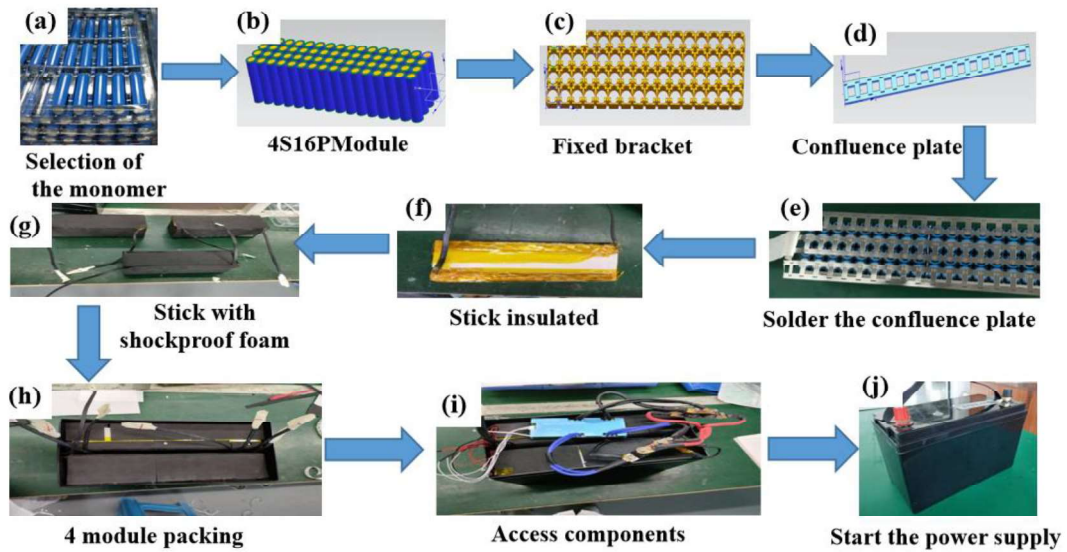 (a)
(b)
(c)
(d)
Selection of
the monomer
4S16PModule
Fixed bracket
Confluence plate
(g)
(f)
(e)
Stick with
shockproof foam
Stick insulated
Solder the confluence plate
(h)
(i)
(j)
4 module packing
Access components
Start the power supply